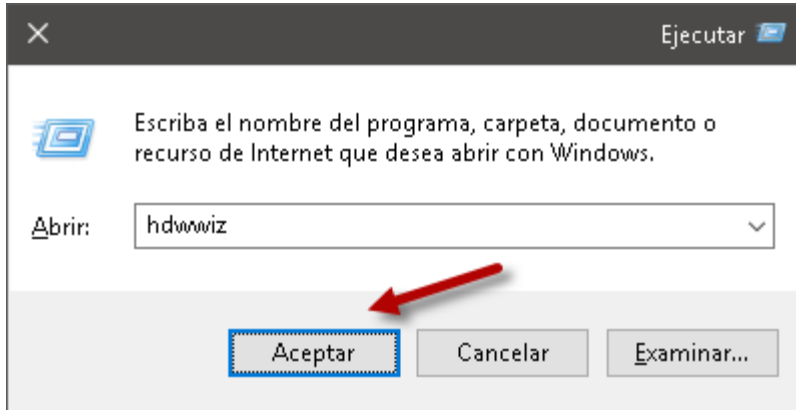 Ejecutar
Escriba el nombre del programa, carpeta, documento o
recurso de Internet que desea abrir con Windows.
Abrir: hdwwiz
Aceptar Cancelar Examinar...